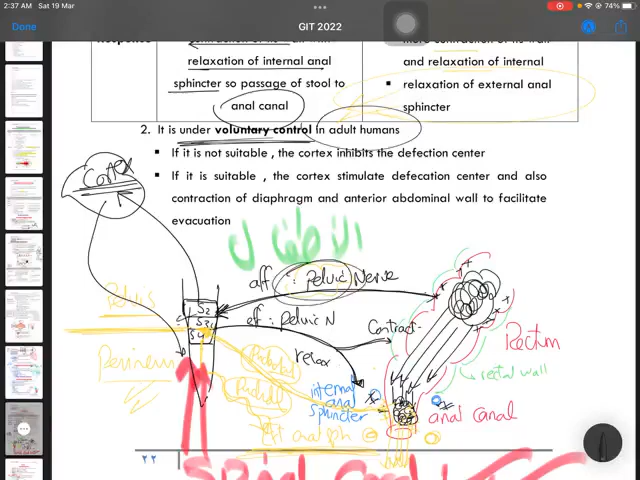 2:37 AM Sat 19 Mar
74%
Done
GIT 2022
Response
relaxation of internal anal
sphincter so passage of stool to
anal canal
and relaxation of internal
relaxation of external anal
sphincter
2. It is under voluntary control in adult humans
If it is not suitable , the cortex inhibits the defection center
If it is suitable , the cortex stimulate defecation center and also
contraction of diaphragm and anterior abdominal wall to facilitate
evacuation
Cortex
الاطفال
aff : pelvic Nerve
S2
S3
S4
eff : pelvic N
Contract
relax
Pelvis
Perineum
Rectum
rectal wall
internal
anal
sphincter
anal canal
٢٢
Spinal Cord